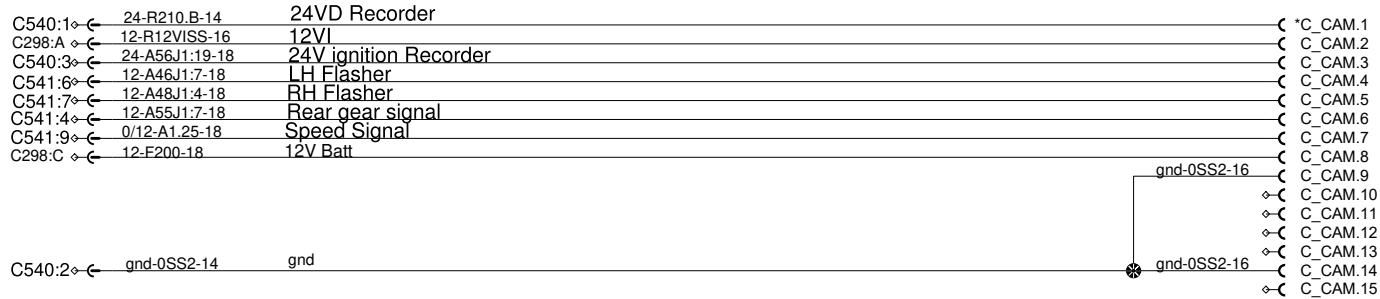 C540:1 24-R210.B-14 24VD Recorder *C_CAM.1
C298:A 12-R12VISS-16 12VI C_CAM.2
C540:3 24-A56J1:19-18 24V ignition Recorder C_CAM.3
C541:6 12-A46J1:7-18 LH Flasher C_CAM.4
C541:7 12-A48J1:4-18 RH Flasher C_CAM.5
C541:4 12-A55J1:7-18 Rear gear signal C_CAM.6
C541:9 0/12-A1.25-18 Speed Signal C_CAM.7
C298:C 12-F200-18 12V Batt C_CAM.8
gnd-0SS2-16 C_CAM.9
C_CAM.10
C_CAM.11
C_CAM.12
C_CAM.13
C540:2 gnd-0SS2-14 gnd gnd-0SS2-16 C_CAM.14
C_CAM.15